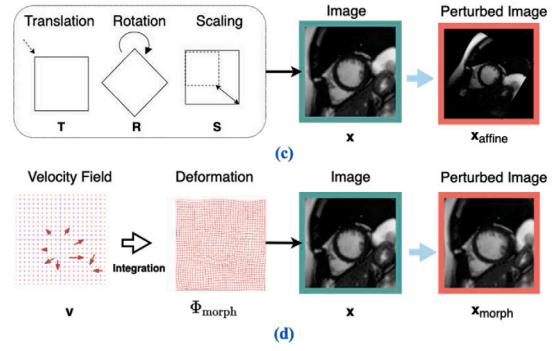 Translation Rotation Scaling Image Perturbed Image
T R S x x_affine
(c)
Velocity Field Deformation Image Perturbed Image
Integration
v Φ_morph x x_morph
(d)